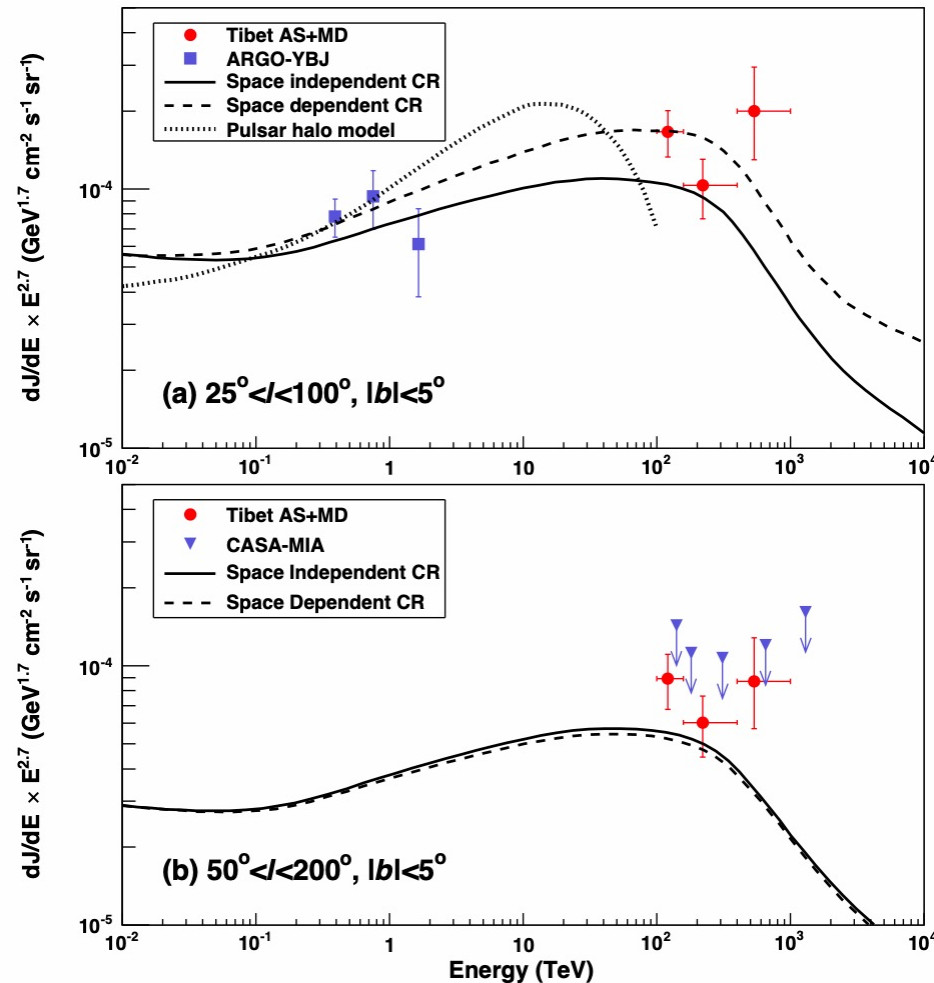 Tibet AS+MD
ARGO-YBJ
Space independent CR
Space dependent CR
Pulsar halo model
dJ/dE × E^2.7 (GeV^1.7 cm^-2 s^-1 sr^-1)
10^-4
10^-5
(a) 25°<l<100°, |b|<5°
10^-2 10^-1 1 10 10^2 10^3 10^4
Tibet AS+MD
CASA-MIA
Space Independent CR
Space Dependent CR
dJ/dE × E^2.7 (GeV^1.7 cm^-2 s^-1 sr^-1)
10^-4
10^-5
(b) 50°<l<200°, |b|<5°
10^-2 10^-1 1 10 10^2 10^3 10^4
Energy (TeV)